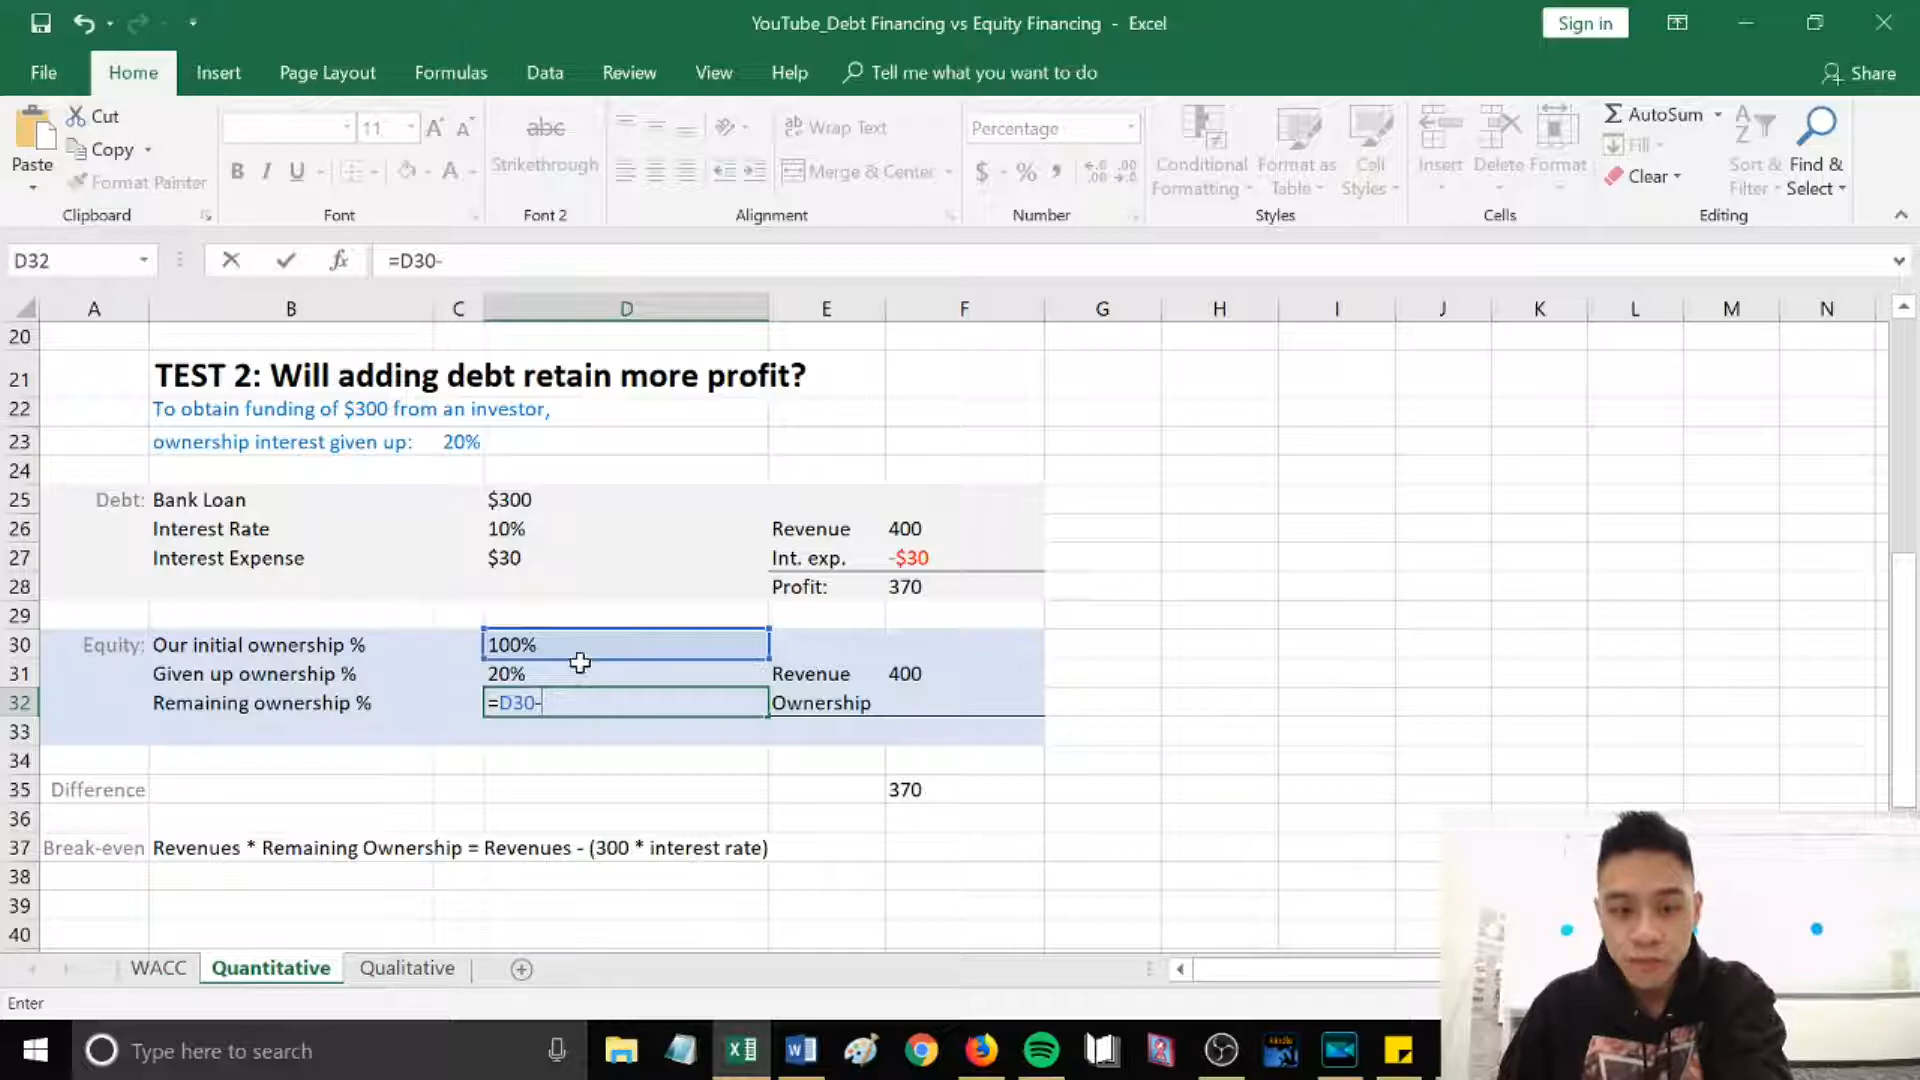 YouTube_Debt Financing vs Equity Financing - Excel
Sign in
File Home Insert Page Layout Formulas Data Review View Help Tell me what you want to do Share
Paste
Cut
Copy
Format Painter
Clipboard
11
B I U
Font
abc
Strikethrough
Font 2
ab Wrap Text
Merge & Center
Alignment
Percentage
$ % ,
Number
Conditional Formatting
Format as Table
Cell Styles
Styles
Insert Delete Format
Cells
AutoSum
Fill
Clear
Sort & Filter
Find & Select
Editing
D32 fx =D30-
A B C D E F G H I J K L M N
20
21 TEST 2: Will adding debt retain more profit?
22 To obtain funding of $300 from an investor,
23 ownership interest given up: 20%
24
25 Debt: Bank Loan $300
26 Interest Rate 10% Revenue 400
27 Interest Expense $30 Int. exp. -$30
28 Profit: 370
29
30 Equity: Our initial ownership % 100%
31 Given up ownership % 20% Revenue 400
32 Remaining ownership % =D30- Ownership
33
34
35 Difference 370
36
37 Break-even Revenues * Remaining Ownership = Revenues - (300 * interest rate)
38
39
40
WACC Quantitative Qualitative
Enter
Type here to search